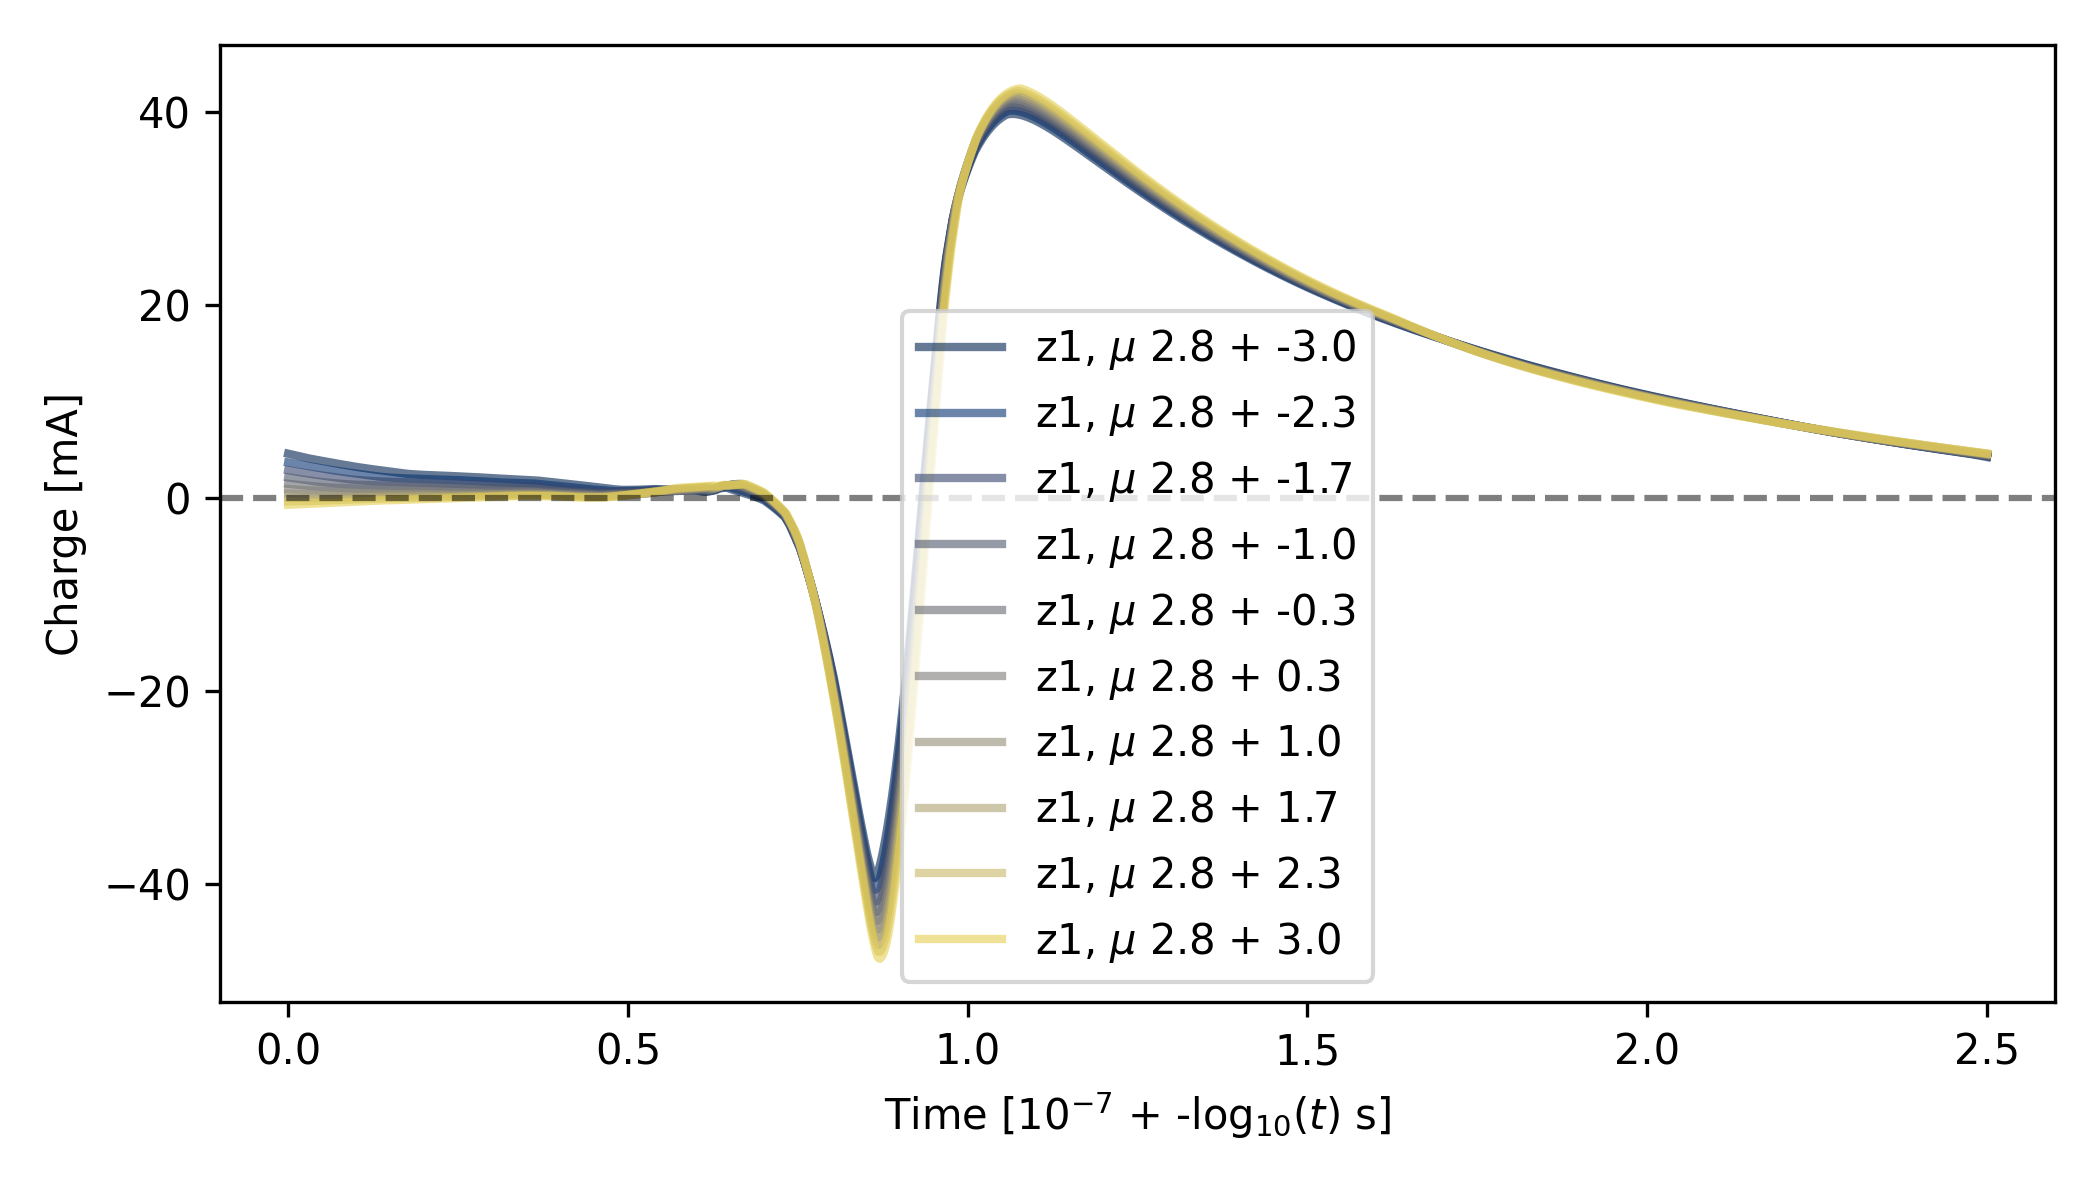 40
20
0
−20
−40
Charge [mA]
z1, μ 2.8 + -3.0
z1, μ 2.8 + -2.3
z1, μ 2.8 + -1.7
z1, μ 2.8 + -1.0
z1, μ 2.8 + -0.3
z1, μ 2.8 + 0.3
z1, μ 2.8 + 1.0
z1, μ 2.8 + 1.7
z1, μ 2.8 + 2.3
z1, μ 2.8 + 3.0
0.0 0.5 1.0 1.5 2.0 2.5
Time [10⁻⁷ + -log₁₀(t) s]